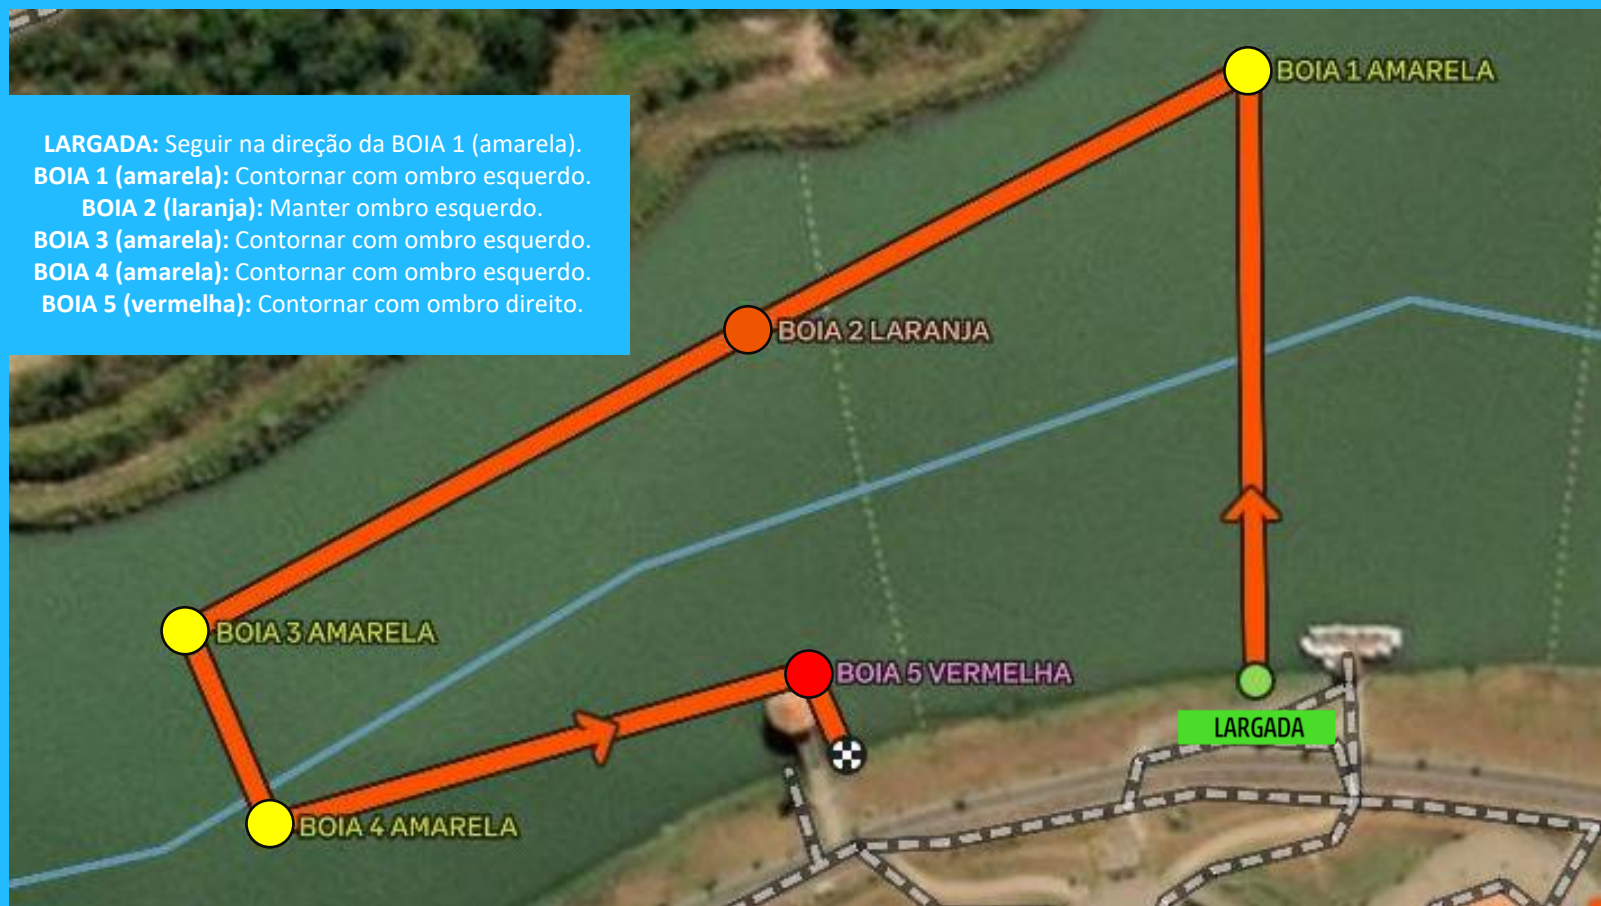 LARGADA: Seguir na direção da BOIA 1 (amarela).
BOIA 1 (amarela): Contornar com ombro esquerdo.
BOIA 2 (laranja): Manter ombro esquerdo.
BOIA 3 (amarela): Contornar com ombro esquerdo.
BOIA 4 (amarela): Contornar com ombro esquerdo.
BOIA 5 (vermelha): Contornar com ombro direito.
BOIA 1 AMARELA
BOIA 2 LARANJA
BOIA 3 AMARELA
BOIA 5 VERMELHA
LARGADA
BOIA 4 AMARELA